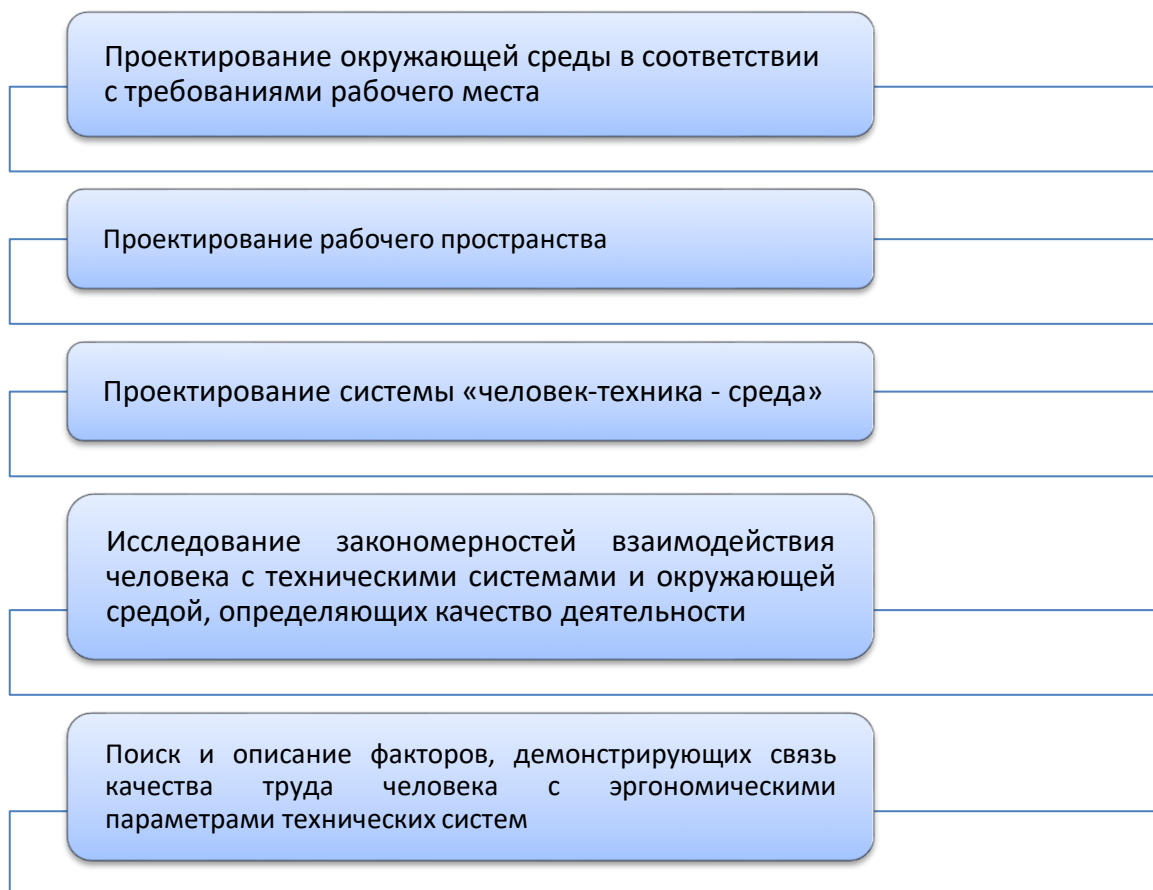 Проектирование окружающей среды в соответствии
с требованиями рабочего места
Проектирование рабочего пространства
Проектирование системы «человек-техника - среда»
Исследование закономерностей взаимодействия
человека с техническими системами и окружающей
средой, определяющих качество деятельности
Поиск и описание факторов, демонстрирующих связь
качества труда человека с эргономическими
параметрами технических систем